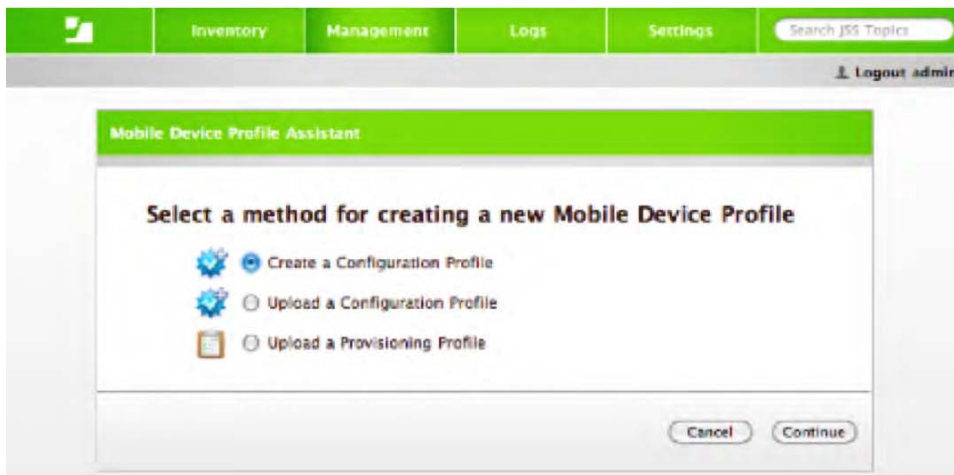 Inventory Management Logs Settings Search JSS Topics
Logout admin
Mobile Device Profile Assistant
Select a method for creating a new Mobile Device Profile
Create a Configuration Profile
Upload a Configuration Profile
Upload a Provisioning Profile
Cancel Continue